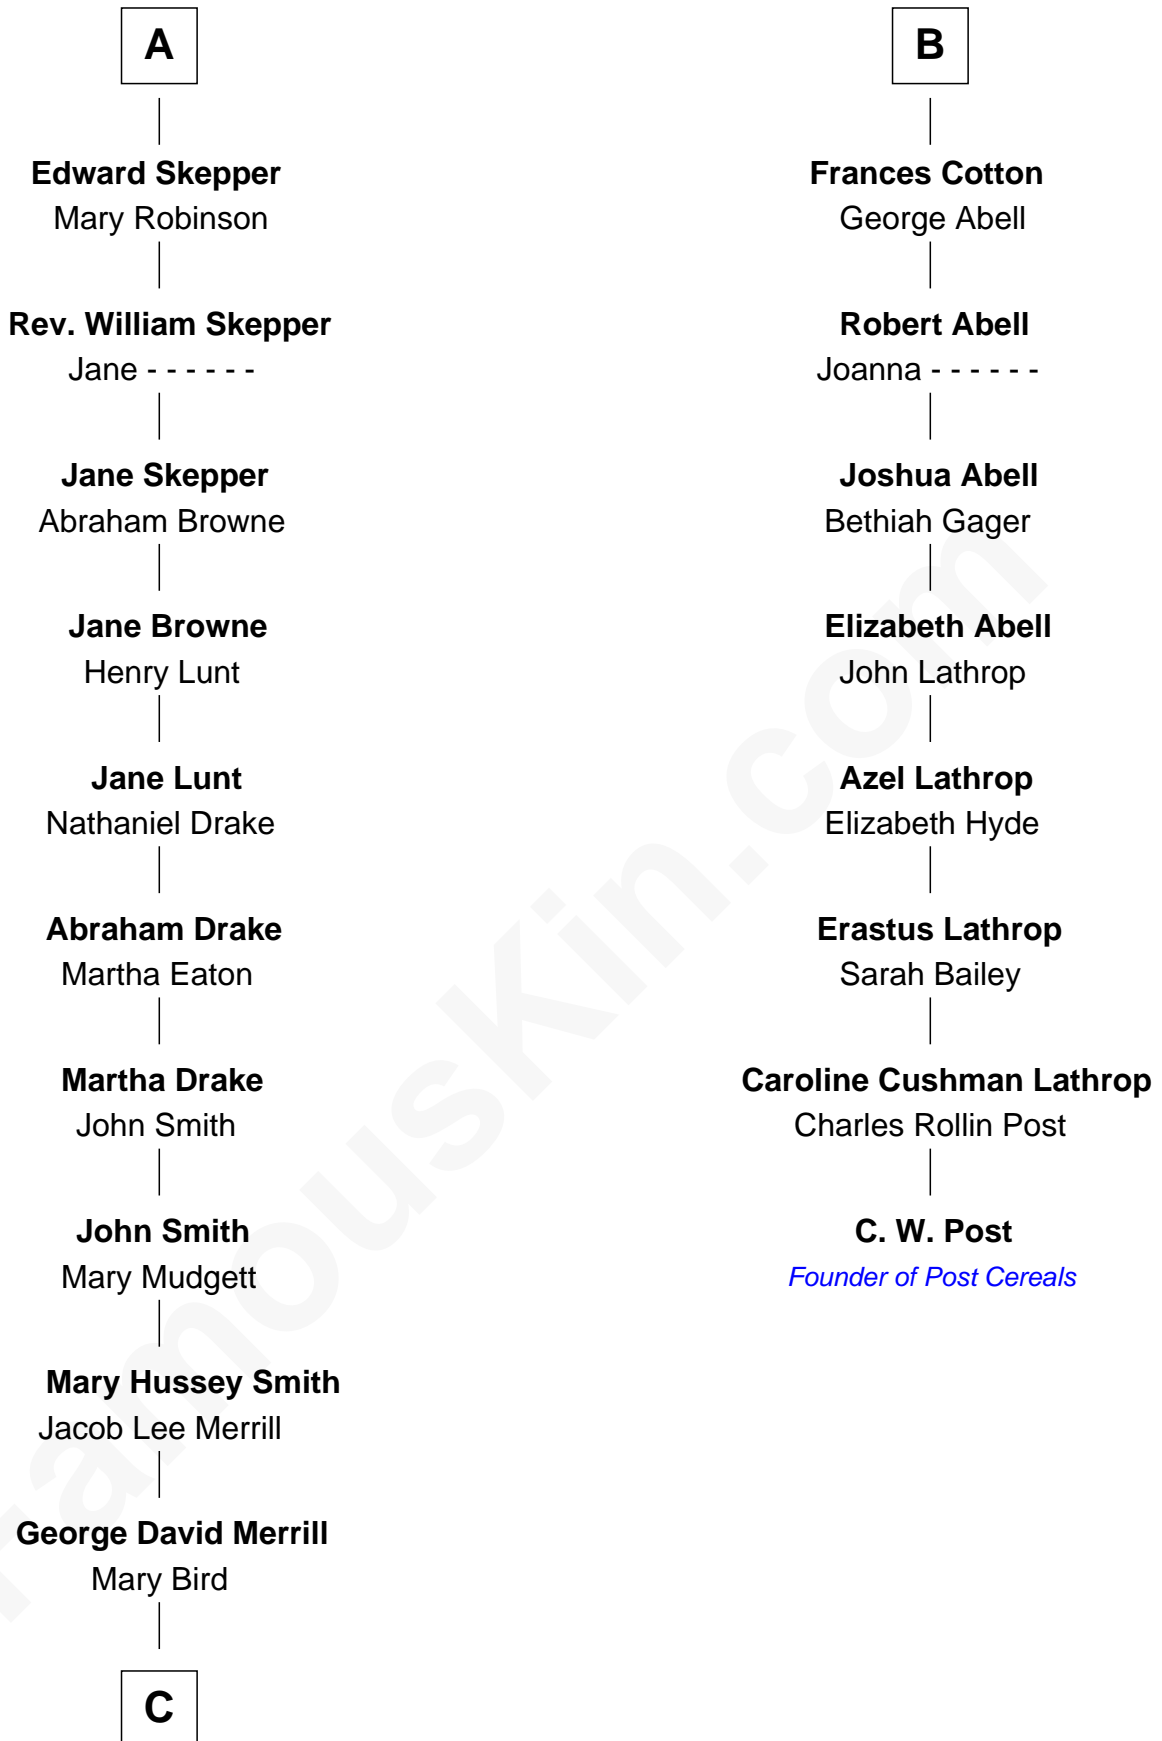 A
Edward Skepper
Mary Robinson
Rev. William Skepper
Jane - - - - - -
Jane Skepper
Abraham Browne
Jane Browne
Henry Lunt
Jane Lunt
Nathaniel Drake
Abraham Drake
Martha Eaton
Martha Drake
John Smith
John Smith
Mary Mudgett
Mary Hussey Smith
Jacob Lee Merrill
George David Merrill
Mary Bird
C
B
Frances Cotton
George Abell
Robert Abell
Joanna - - - - - -
Joshua Abell
Bethiah Gager
Elizabeth Abell
John Lathrop
Azel Lathrop
Elizabeth Hyde
Erastus Lathrop
Sarah Bailey
Caroline Cushman Lathrop
Charles Rollin Post
C. W. Post
Founder of Post Cereals
FamousKin.com